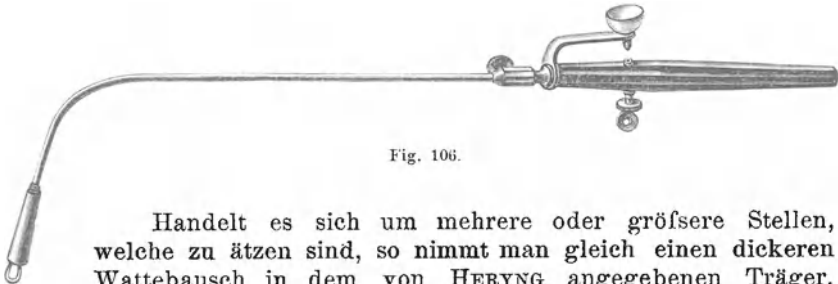 Fig. 106.
Handelt es sich um mehrere oder gröſsere Stellen,
welche zu ätzen sind, so nimmt man gleich einen dickeren
Wattebausch in dem von HERYNG angegebenen Träger,